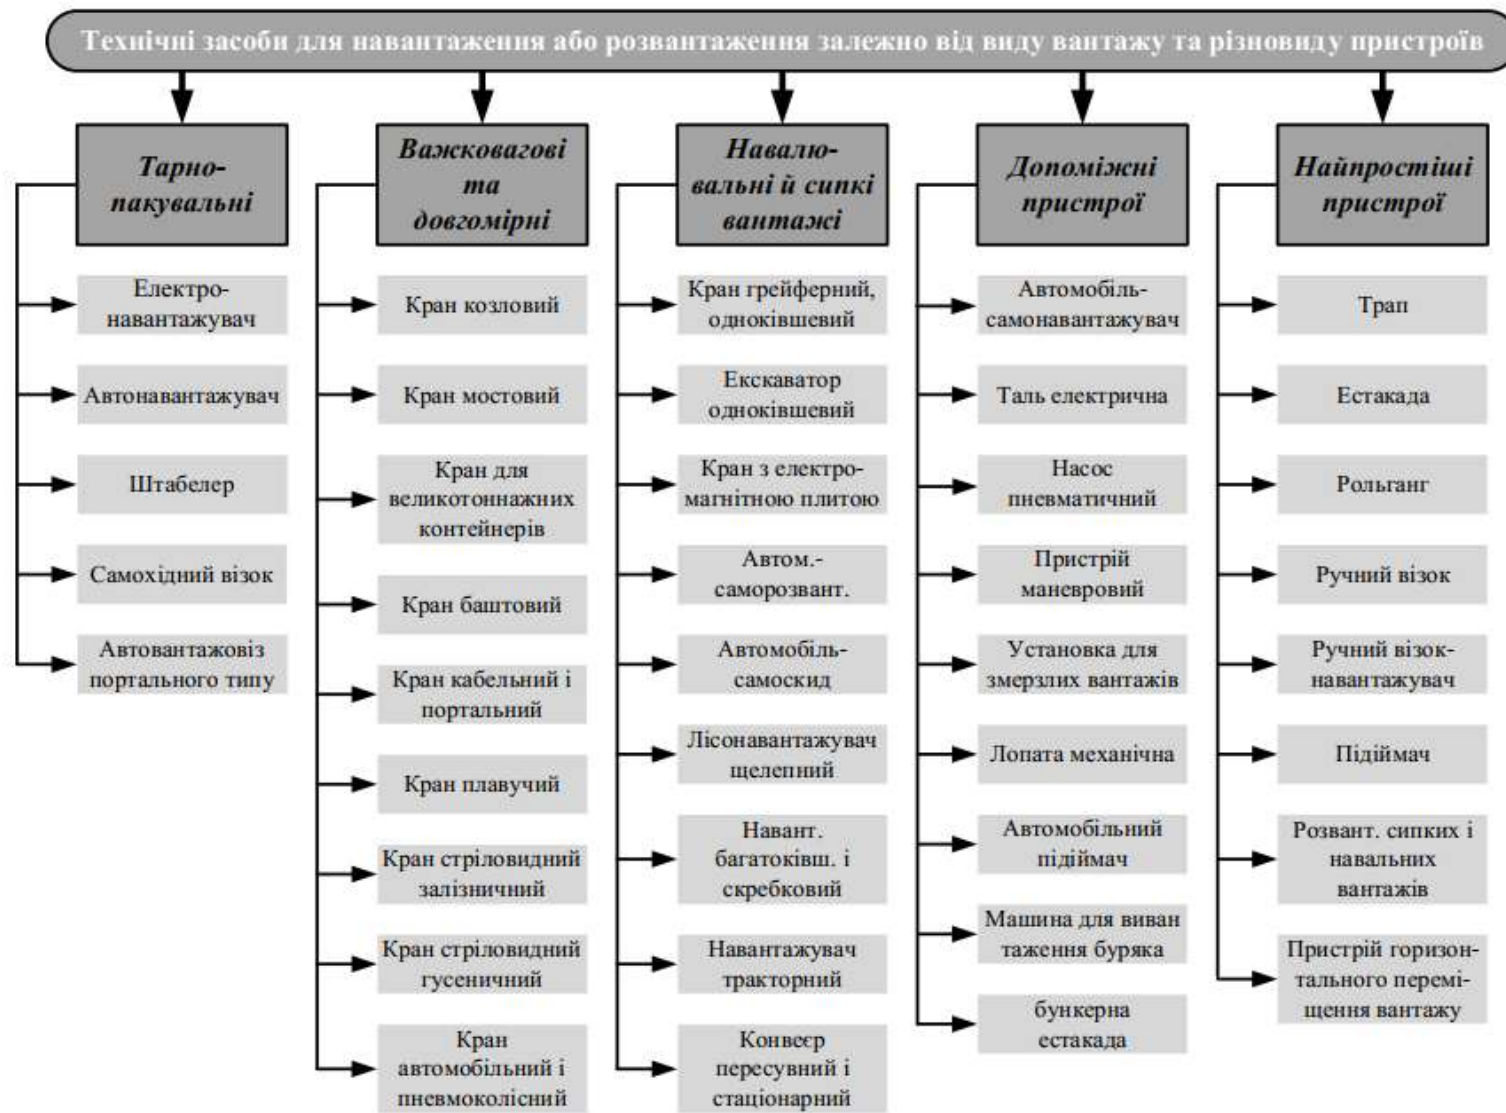 Технічні засоби для навантаження або розвантаження залежно від виду вантажу та різновиду пристроїв
Тарно-
пакувальні
Електро-
навантажувач
Автонавантажувач
Штабелер
Самохідний візок
Автовантажовіз
портального типу
Важковагові
та
довгомірні
Кран козловий
Кран мостовий
Кран для
великотоннажних
контейнерів
Кран баштовий
Кран кабельний і
портальний
Кран плавучий
Кран стріловидний
залізничний
Кран стріловидний
гусеничний
Кран
автомобільний і
пневмоколісний
Навалю-
вальні й сипкі
вантажі
Кран грейферний,
одноківшевий
Екскаватор
одноківшевий
Кран з електро-
магнітною плитою
Автом.-
саморозвант.
Автомобіль-
самоскид
Лісонавантажувач
щелепний
Навант.
багатоківш. і
скребковий
Навантажувач
тракторний
Конвеєр
пересувний і
стаціонарний
Допоміжні
пристрої
Автомобіль-
самонавантажувач
Таль електрична
Насос
пневматичний
Пристрій
маневровий
Установка для
змерзлих вантажів
Лопата механічна
Автомобільний
підіймач
Машина для виван
таження буряка
бункерна
естакада
Найпростіші
пристрої
Трап
Естакада
Рольганг
Ручний візок
Ручний візок-
навантажувач
Підіймач
Розвант. сипких і
навальних
вантажів
Пристрій горизон-
тального перемі-
щення вантажу